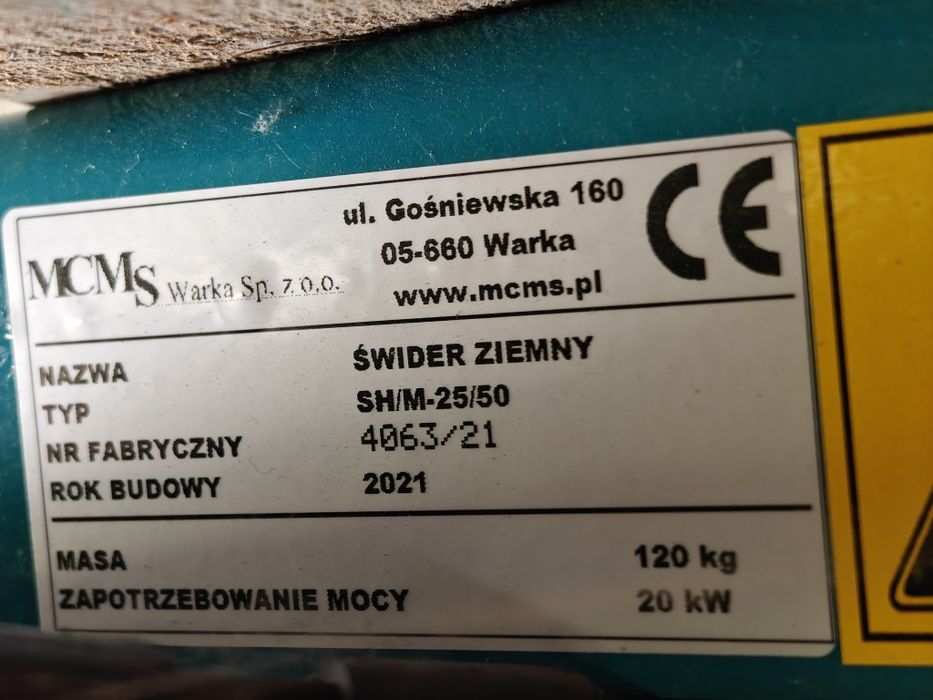 ul. Gośniewska 160
05-660 Warka
www.mcms.pl
CE
MCMS Warka Sp. z o.o.
NAZWA ŚWIDER ZIEMNY
TYP SH/M-25/50
NR FABRYCZNY 4063/21
ROK BUDOWY 2021
MASA 120 kg
ZAPOTRZEBOWANIE MOCY 20 kW